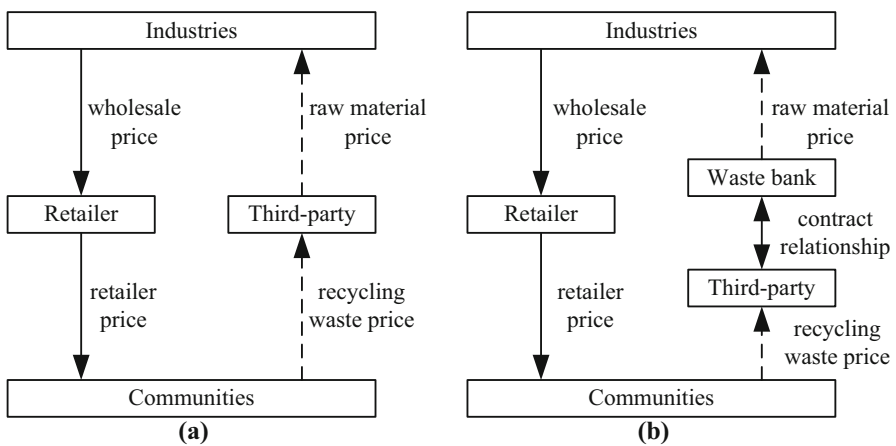 Industries
wholesale
price
raw material
price
Retailer
Third-party
retailer
price
recycling
waste price
Communities
(a)
Industries
wholesale
price
raw material
price
Waste bank
Retailer
contract
relationship
Third-party
retailer
price
recycling
waste price
Communities
(b)